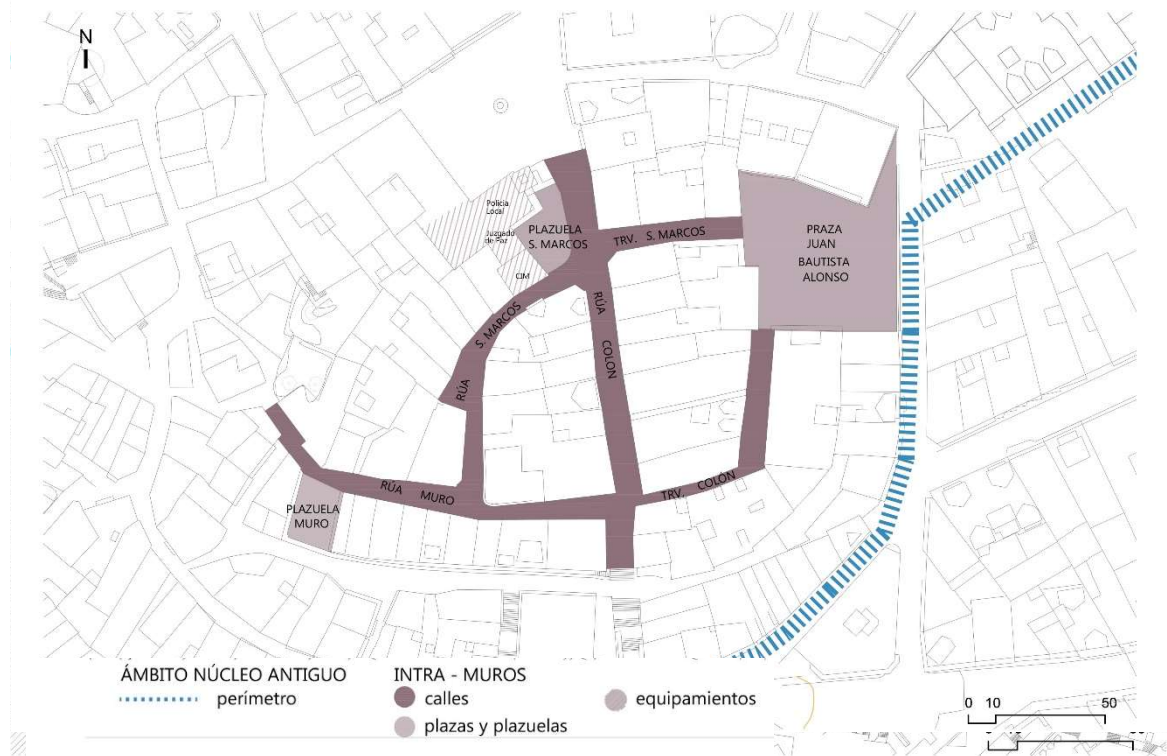 N
Policía
Local
Juzgado
de Paz
CIM
PLAZUELA
S. MARCOS
TRV. S. MARCOS
PRAZA
JUAN
BAUTISTA
ALONSO
RÚA S. MARCOS
RÚA COLON
RÚA MURO
TRV. COLÓN
PLAZUELA
MURO
ÁMBITO NÚCLEO ANTIGUO
perímetro
INTRA - MUROS
calles
equipamientos
plazas y plazuelas
0 10 50